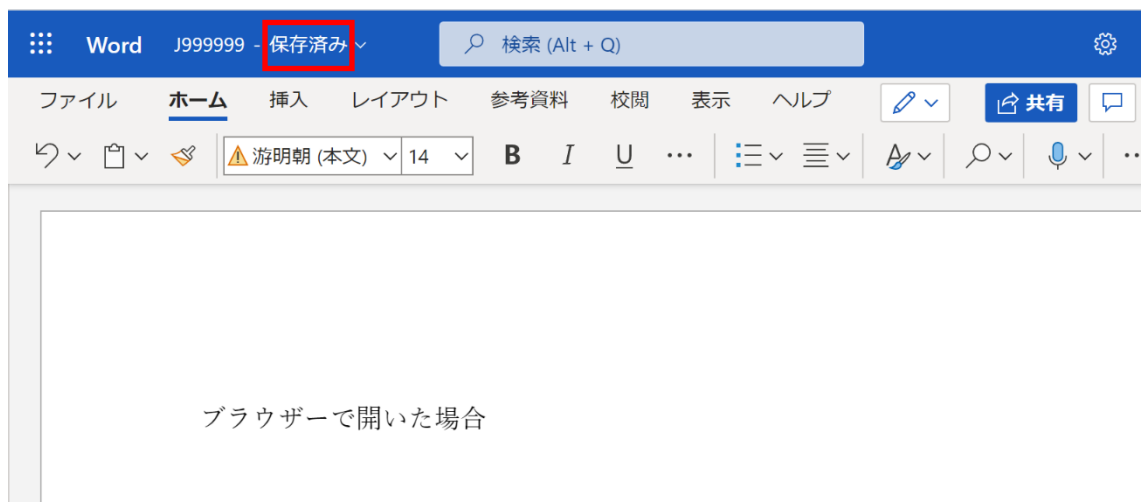 Word J999999 - 保存済み 検索 (Alt + Q)
ファイル ホーム 挿入 レイアウト 参考資料 校閲 表示 ヘルプ 共有
游明朝 (本文) 14 B I U ...
ブラウザーで開いた場合